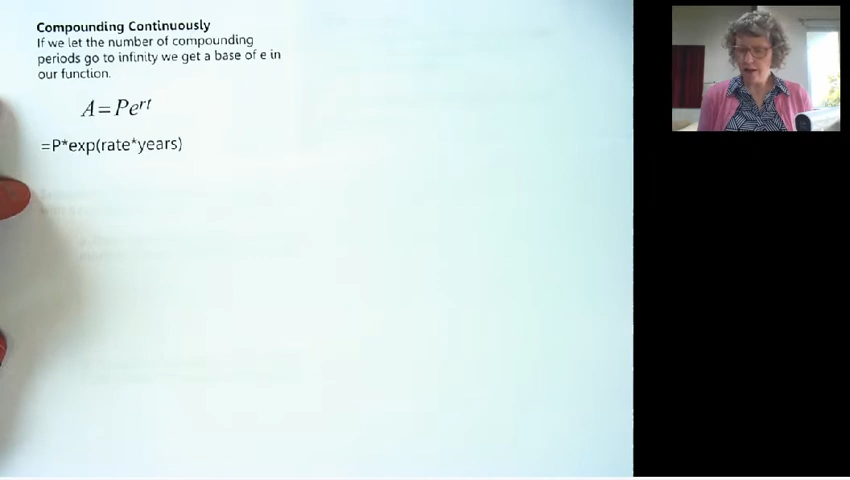 Compounding Continuously
If we let the number of compounding
periods go to infinity we get a base of e in
our function.
A=Pe^rt
=P*exp(rate*years)